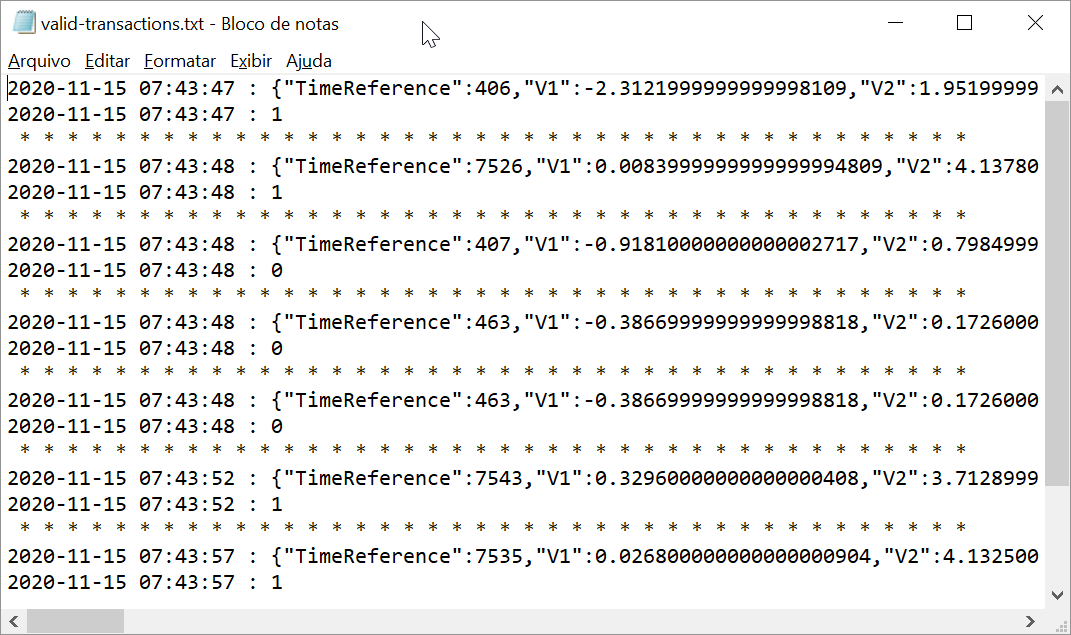 valid-transactions.txt - Bloco de notas
Arquivo Editar Formatar Exibir Ajuda
2020-11-15 07:43:47 : {"TimeReference":406,"V1":-2.3121999999999998109,"V2":1.95199999
2020-11-15 07:43:47 : 1
* * * * * * * * * * * * * * * * * * * * * * * * * * * * * * * * * * * * * * * *
2020-11-15 07:43:48 : {"TimeReference":7526,"V1":0.0083999999999999994809,"V2":4.13780
2020-11-15 07:43:48 : 1
* * * * * * * * * * * * * * * * * * * * * * * * * * * * * * * * * * * * * * * *
2020-11-15 07:43:48 : {"TimeReference":407,"V1":-0.91810000000000002717,"V2":0.7984999
2020-11-15 07:43:48 : 0
* * * * * * * * * * * * * * * * * * * * * * * * * * * * * * * * * * * * * * * *
2020-11-15 07:43:48 : {"TimeReference":463,"V1":-0.38669999999999998818,"V2":0.1726000
2020-11-15 07:43:48 : 0
* * * * * * * * * * * * * * * * * * * * * * * * * * * * * * * * * * * * * * * *
2020-11-15 07:43:48 : {"TimeReference":463,"V1":-0.38669999999999998818,"V2":0.1726000
2020-11-15 07:43:48 : 0
* * * * * * * * * * * * * * * * * * * * * * * * * * * * * * * * * * * * * * * *
2020-11-15 07:43:52 : {"TimeReference":7543,"V1":0.32960000000000000408,"V2":3.7128999
2020-11-15 07:43:52 : 1
* * * * * * * * * * * * * * * * * * * * * * * * * * * * * * * * * * * * * * * *
2020-11-15 07:43:57 : {"TimeReference":7535,"V1":0.026800000000000000904,"V2":4.132500
2020-11-15 07:43:57 : 1